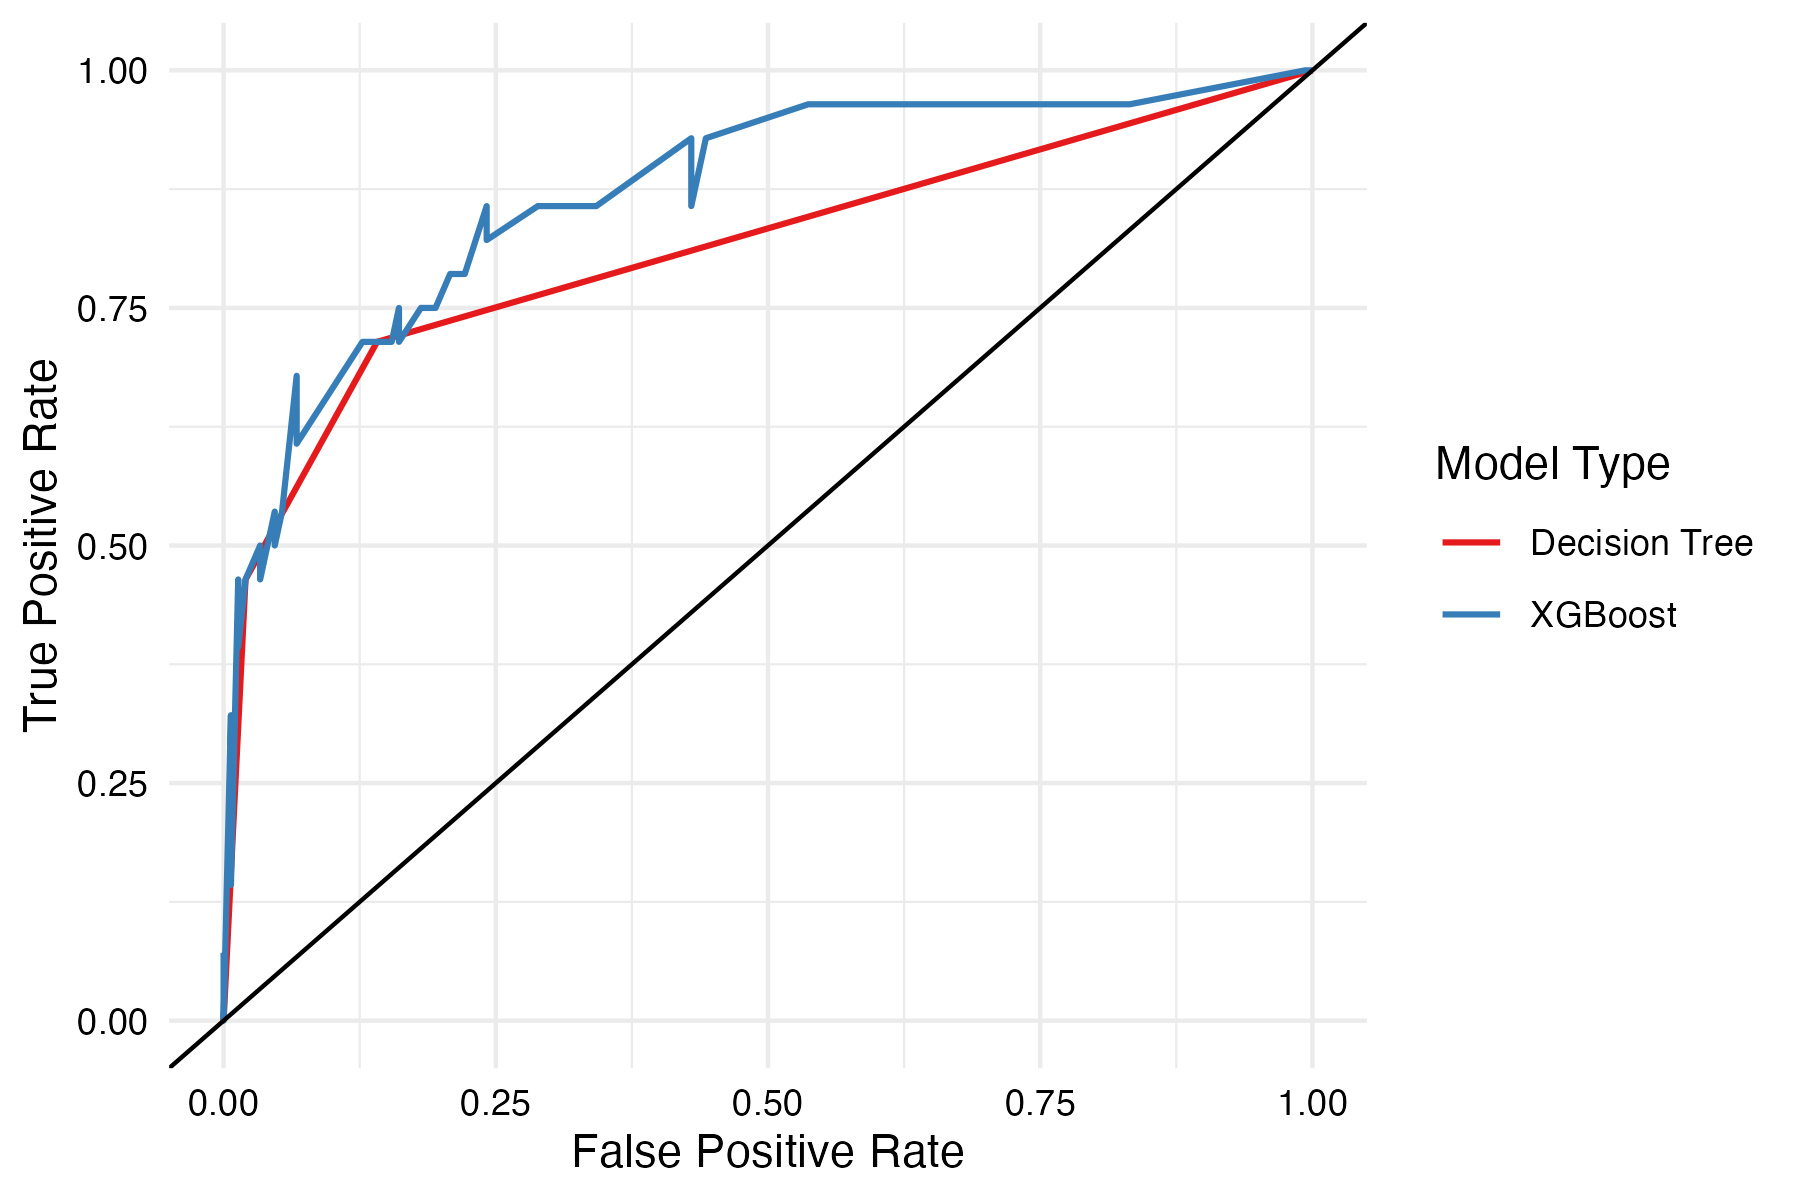 1.00
0.75
0.50
0.25
0.00
True Positive Rate
0.00 0.25 0.50 0.75 1.00
False Positive Rate
Model Type
Decision Tree
XGBoost